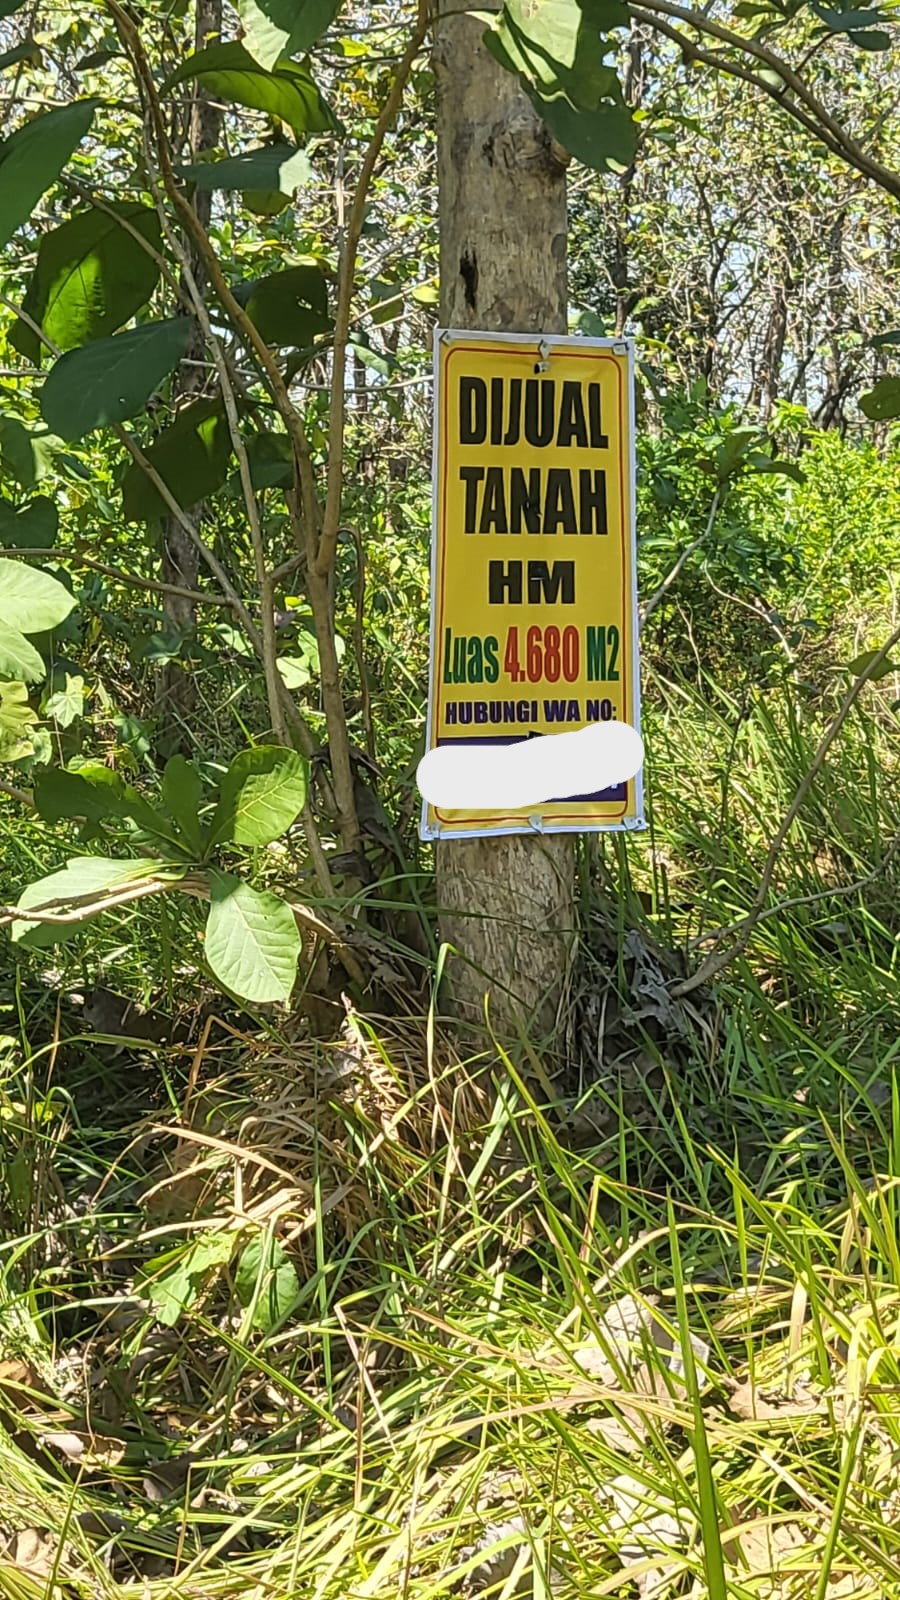 DIJUAL
TANAH
HM
Luas 4.680 M2
HUBUNGI WA NO: